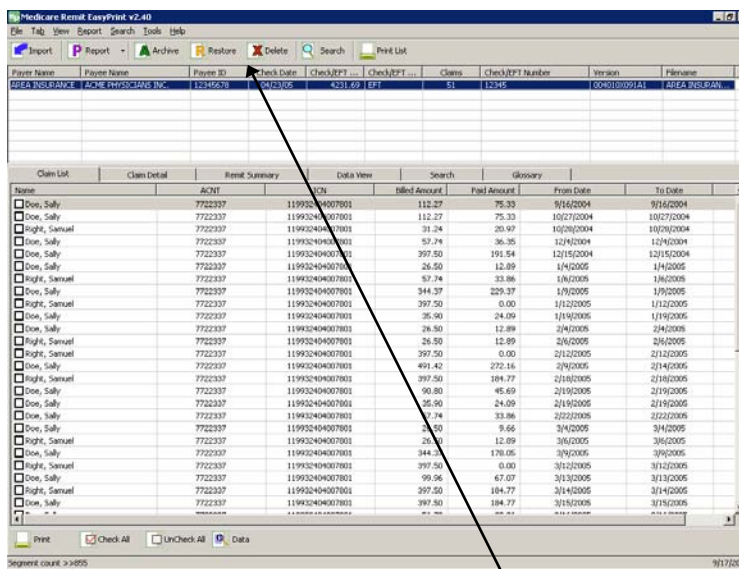 Medicare Remit EasyPrint v2.40
File Tab View Report Search Tools Help
Import Report Archive Restore Delete Search Print List
Payer Name Payee Name Payee ID Check Date Check/EFT ... Check/EFT ... Claims Check/EFT Number Version Filename
AREA INSURANCE ACME PHYSICIANS INC. 12345678 04/23/05 4231.69 EFT 51 12345 004010X091A1 AREA INSURAN...
Claim List Claim Detail Remit Summary Data View Search Glossary
Name ACNT ICN Billed Amount Paid Amount From Date To Date
Doe, Sally 7722337 119932404007801 112.27 75.33 9/16/2004 9/16/2004
Doe, Sally 7722337 119932404007801 112.27 75.33 10/27/2004 10/27/2004
Right, Samuel 7722337 119932404007801 31.24 20.97 10/28/2004 10/28/2004
Doe, Sally 7722337 119932404007801 57.74 36.35 12/4/2004 12/4/2004
Doe, Sally 7722337 119932404007801 397.50 191.54 12/15/2004 12/15/2004
Doe, Sally 7722337 119932404007801 26.50 12.89 1/4/2005 1/4/2005
Right, Samuel 7722337 119932404007801 57.74 33.86 1/6/2005 1/6/2005
Doe, Sally 7722337 119932404007801 344.37 229.37 1/9/2005 1/9/2005
Right, Samuel 7722337 119932404007801 397.50 0.00 1/12/2005 1/12/2005
Doe, Sally 7722337 119932404007801 35.90 24.09 1/19/2005 1/19/2005
Doe, Sally 7722337 119932404007801 26.50 12.89 2/4/2005 2/4/2005
Right, Samuel 7722337 119932404007801 26.50 12.89 2/6/2005 2/6/2005
Right, Samuel 7722337 119932404007801 397.50 0.00 2/12/2005 2/12/2005
Doe, Sally 7722337 119932404007801 491.42 272.16 2/9/2005 2/14/2005
Right, Samuel 7722337 119932404007801 397.50 184.77 2/18/2005 2/18/2005
Doe, Sally 7722337 119932404007801 90.80 45.69 2/19/2005 2/19/2005
Doe, Sally 7722337 119932404007801 35.90 24.09 2/19/2005 2/19/2005
Doe, Sally 7722337 119932404007801 57.74 33.86 2/22/2005 2/22/2005
Doe, Sally 7722337 119932404007801 26.50 9.66 3/4/2005 3/4/2005
Right, Samuel 7722337 119932404007801 26.50 12.89 3/6/2005 3/6/2005
Doe, Sally 7722337 119932404007801 344.37 178.05 3/9/2005 3/9/2005
Right, Samuel 7722337 119932404007801 397.50 0.00 3/12/2005 3/12/2005
Doe, Sally 7722337 119932404007801 99.96 67.07 3/13/2005 3/13/2005
Right, Samuel 7722337 119932404007801 397.50 184.77 3/14/2005 3/14/2005
Doe, Sally 7722337 119932404007801 397.50 184.77 3/15/2005 3/15/2005
Print Check All UnCheck All Data
Segment count >>855 9/17/20